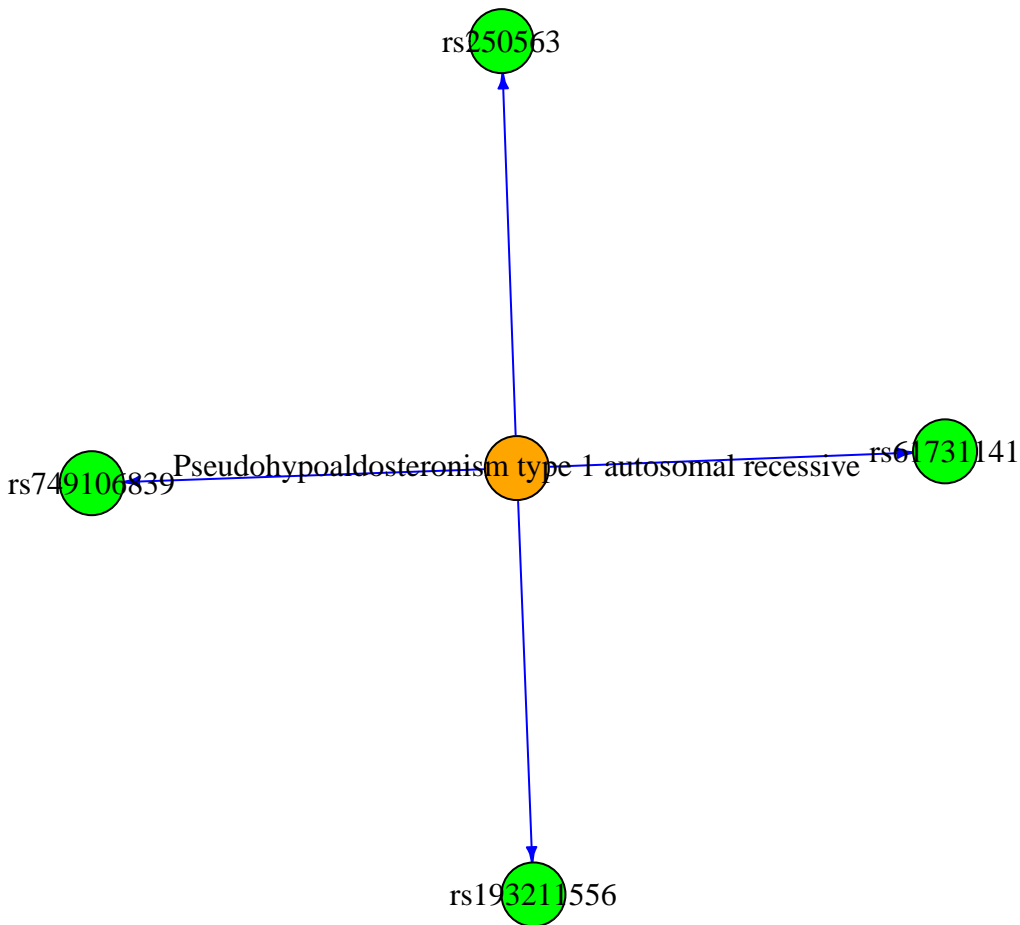 rs250563
rs61731141
Pseudohypoaldosteronism type 1 autosomal recessive
rs749106839
rs193211556